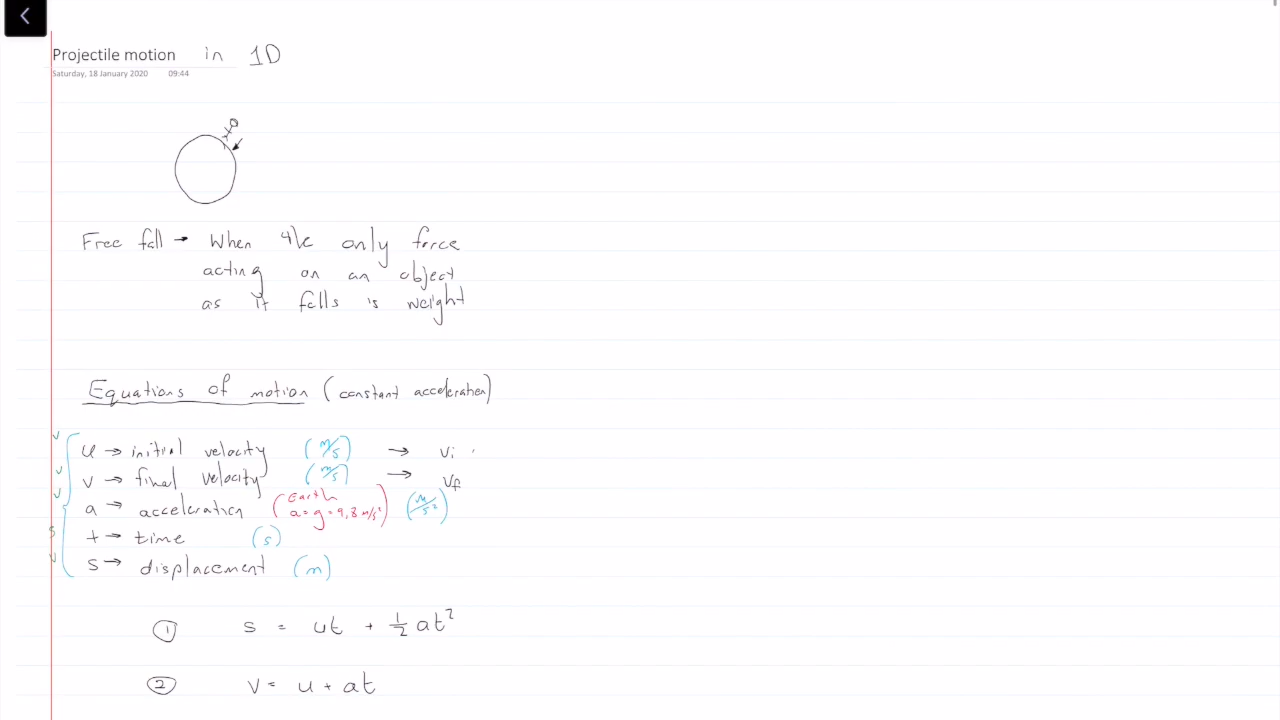 Projectile motion in 1D
Saturday, 18 January 2020 09:44
Free fall → When the only force
acting on an object
as it falls is weight
Equations of motion (constant acceleration)
v u → initial velocity (m/s) → vi
v v → final velocity (m/s) → vf
v a → acceleration (Earth a = g = 9,8 m/s²) (m/s²)
s t → time (s)
v s → displacement (m)
① s = ut + ½ at²
② v = u + at